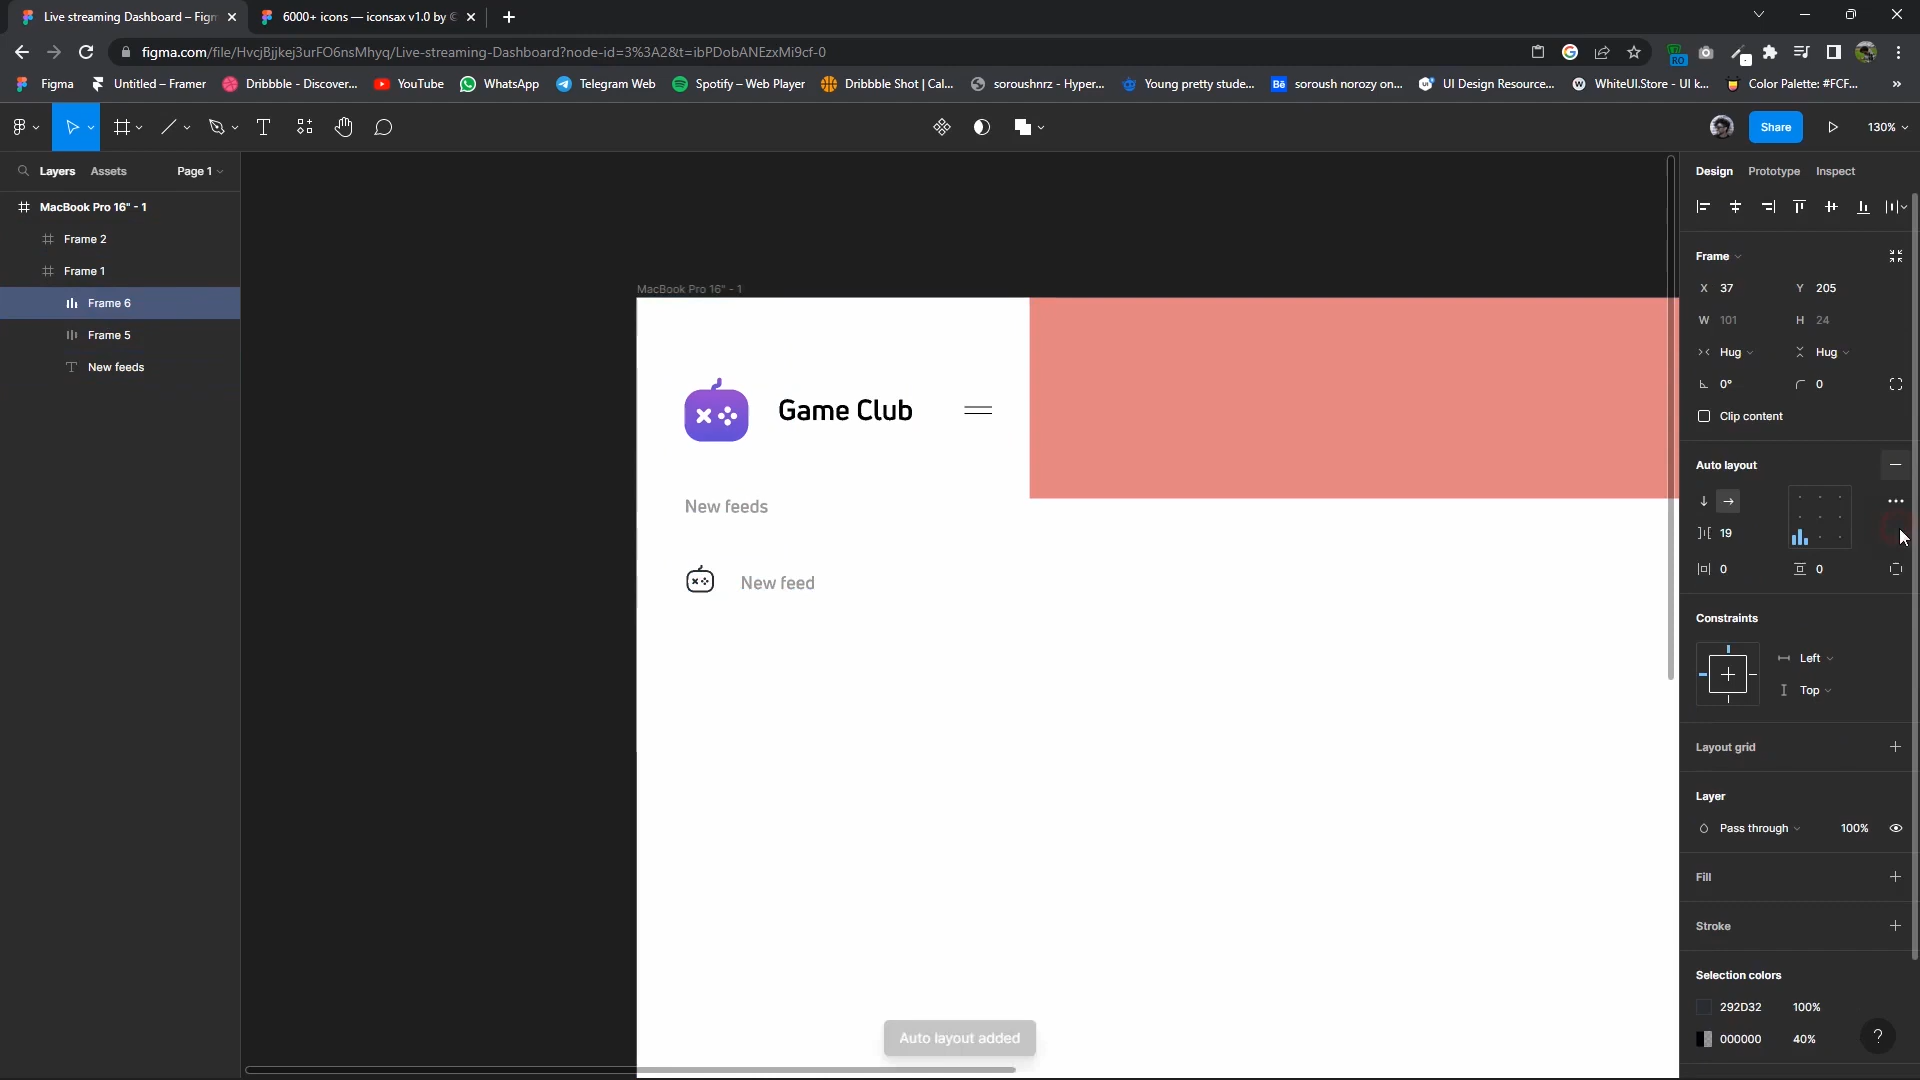 Live streaming Dashboard – Figm
6000+ icons — iconsax v1.0 by
figma.com/file/HvcjBjjkej3urFO6nsMhyq/Live-streaming-Dashboard?node-id=3%3A2&t=ibPDobANEzxMi9cf-0
RO
Figma
Untitled – Framer
Dribbble - Discover...
YouTube
WhatsApp
Telegram Web
Spotify – Web Player
Dribbble Shot | Cal...
soroushnrz - Hyper...
Young pretty stude...
Bē
soroush norozy on...
UI Design Resource...
WhiteUI.Store - UI k...
Color Palette: #FCF...
Share
130%
Layers
Assets
Page 1
MacBook Pro 16" - 1
Frame 2
Frame 1
Frame 6
Frame 5
New feeds
MacBook Pro 16" - 1
Game Club
New feeds
New feed
Auto layout added
Design
Prototype
Inspect
Frame
X 37
Y 205
W 101
H 24
Hug
Hug
0°
0
Clip content
Auto layout
19
0
0
Constraints
Left
Top
Layout grid
Layer
Pass through
100%
Fill
Stroke
Selection colors
292D32 100%
000000 40%
?